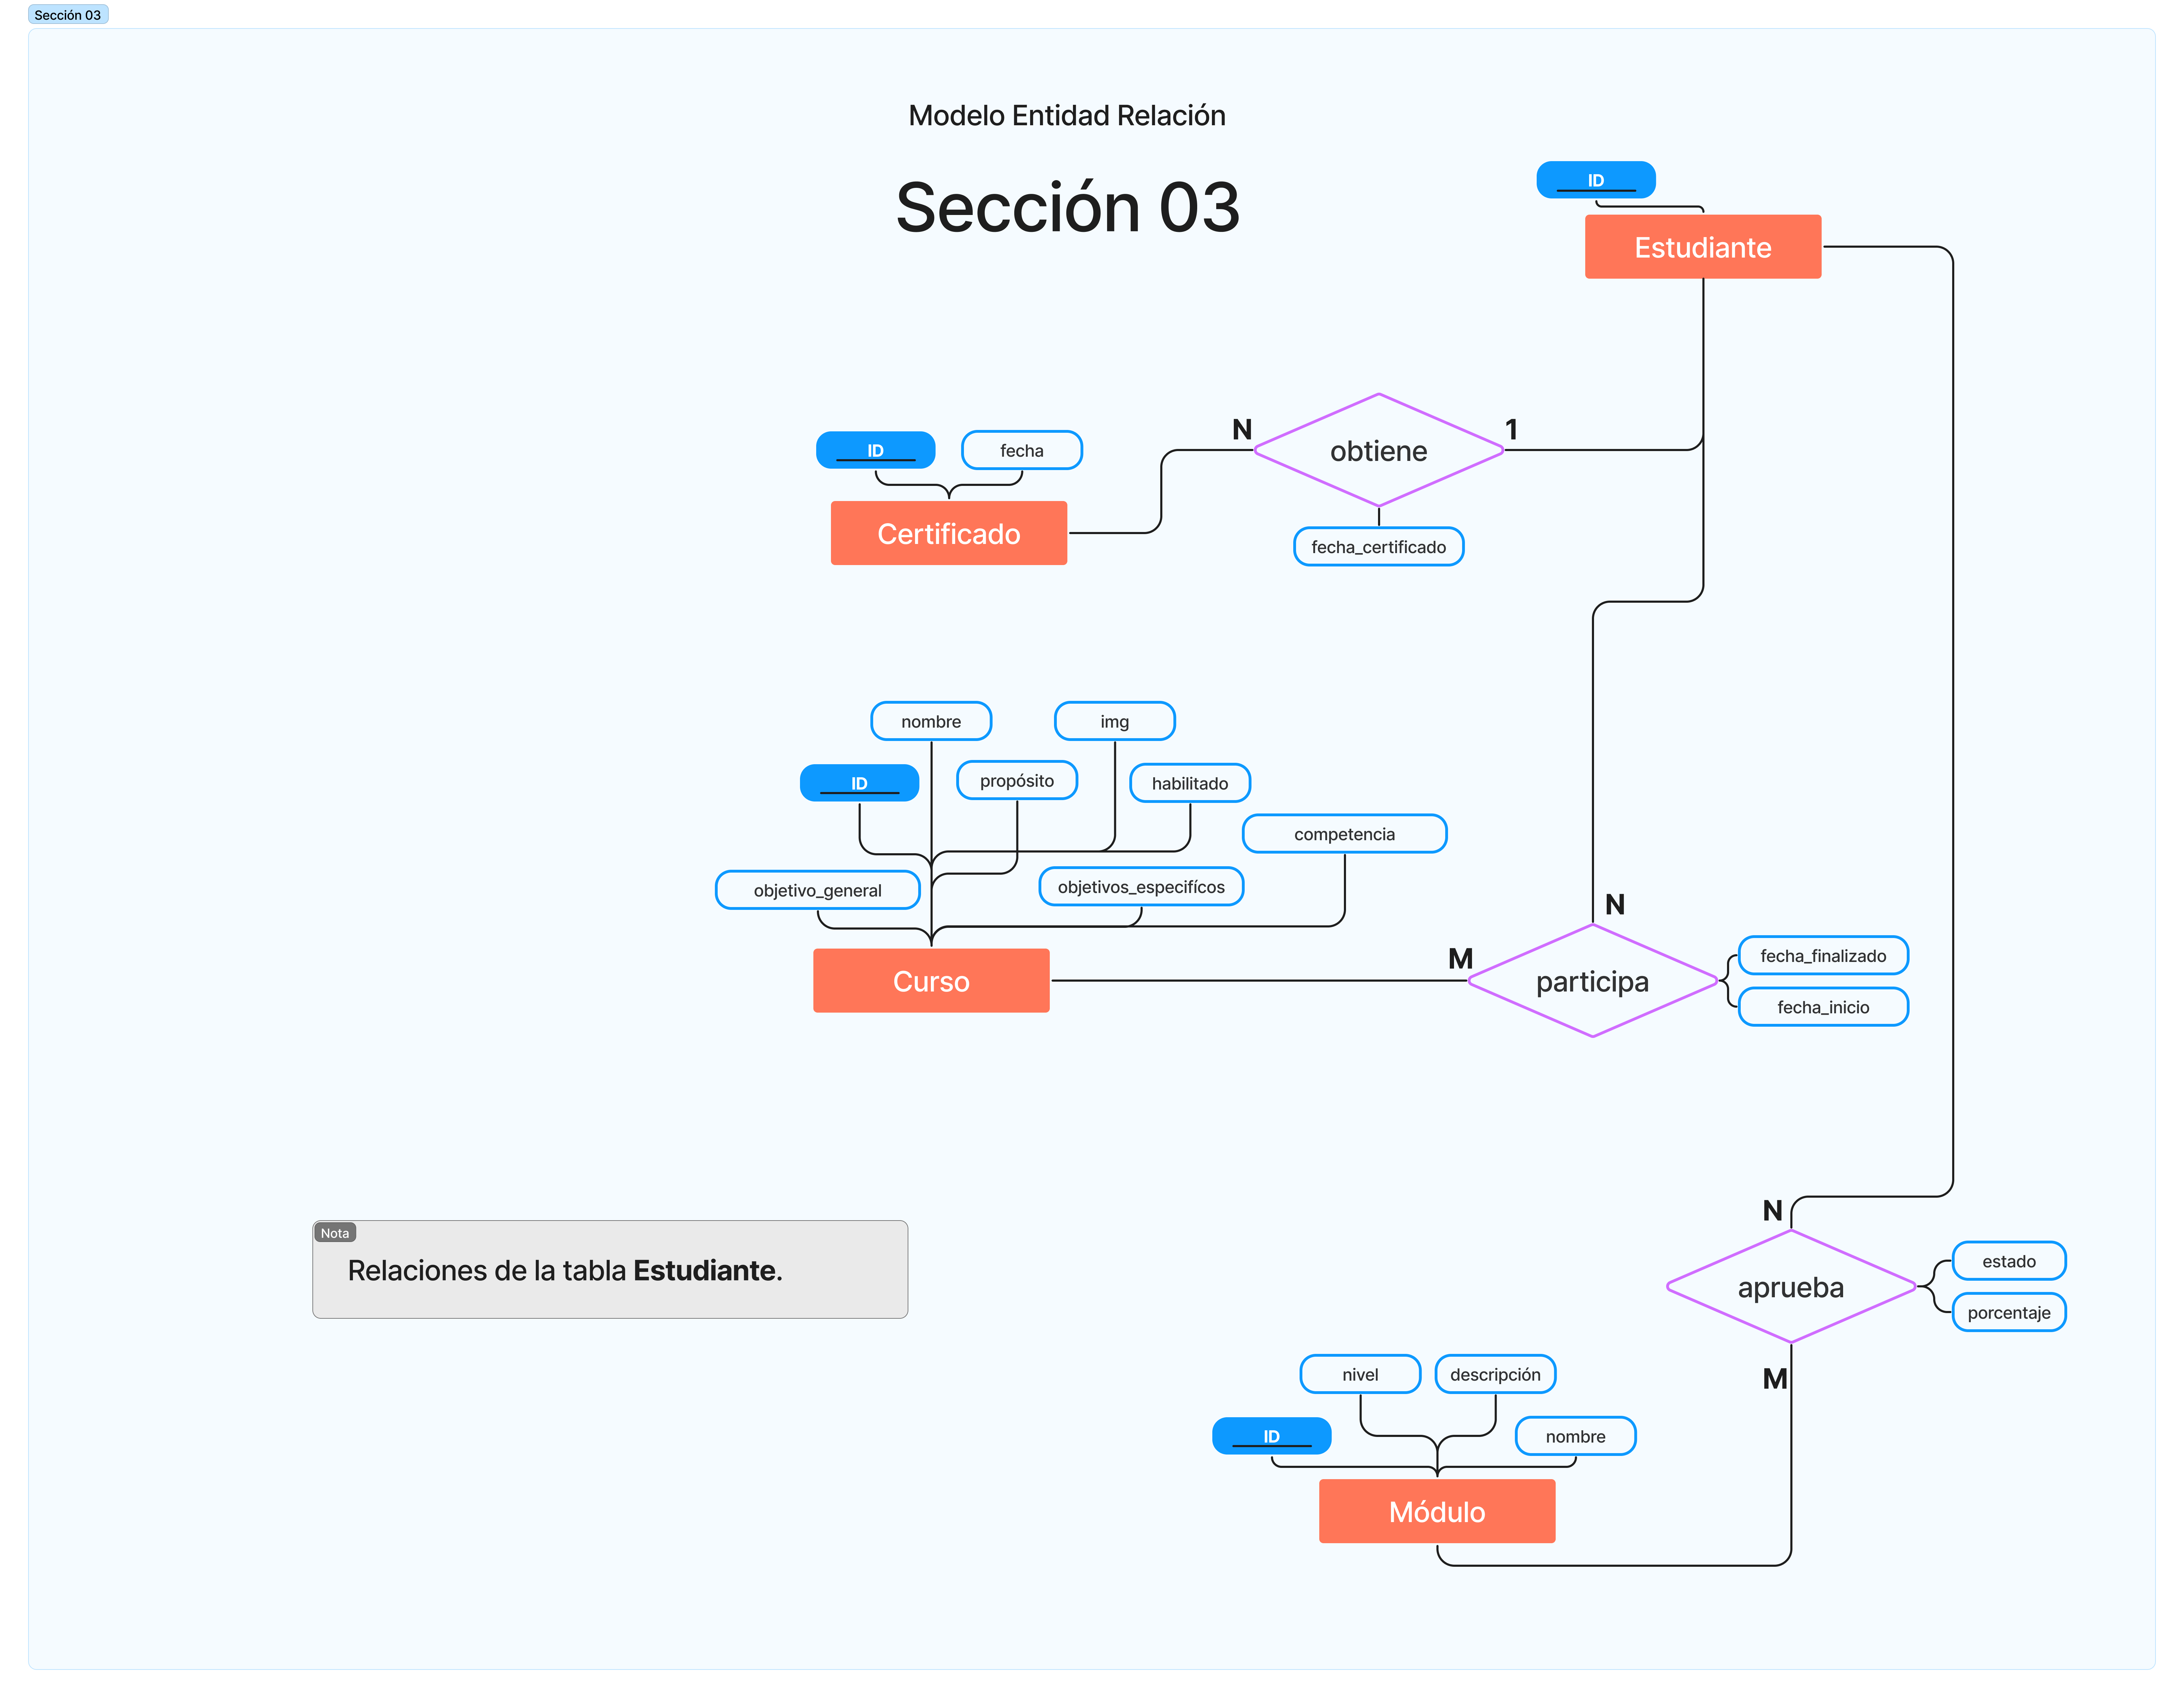 Sección 03
Modelo Entidad Relación
Sección 03
ID
Estudiante
N
obtiene
1
fecha_certificado
ID
fecha
Certificado
nombre
img
ID
propósito
habilitado
competencia
objetivo_general
objetivos_especifícos
Curso
M
N
participa
fecha_finalizado
fecha_inicio
N
aprueba
estado
porcentaje
M
Nota
Relaciones de la tabla Estudiante.
nivel
descripción
ID
nombre
Módulo